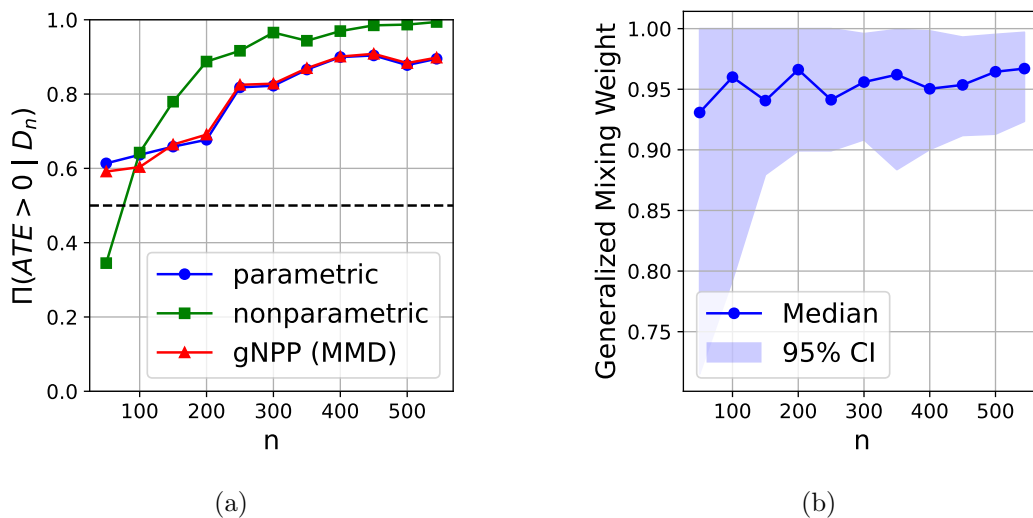 1.0
0.8
0.6
0.4
0.2
0.0
Π(ATE > 0 | Dₙ)
parametric
nonparametric
gNPP (MMD)
100 200 300 400 500
n
(a)
1.00
0.95
0.90
0.85
0.80
0.75
Generalized Mixing Weight
Median
95% CI
100 200 300 400 500
n
(b)